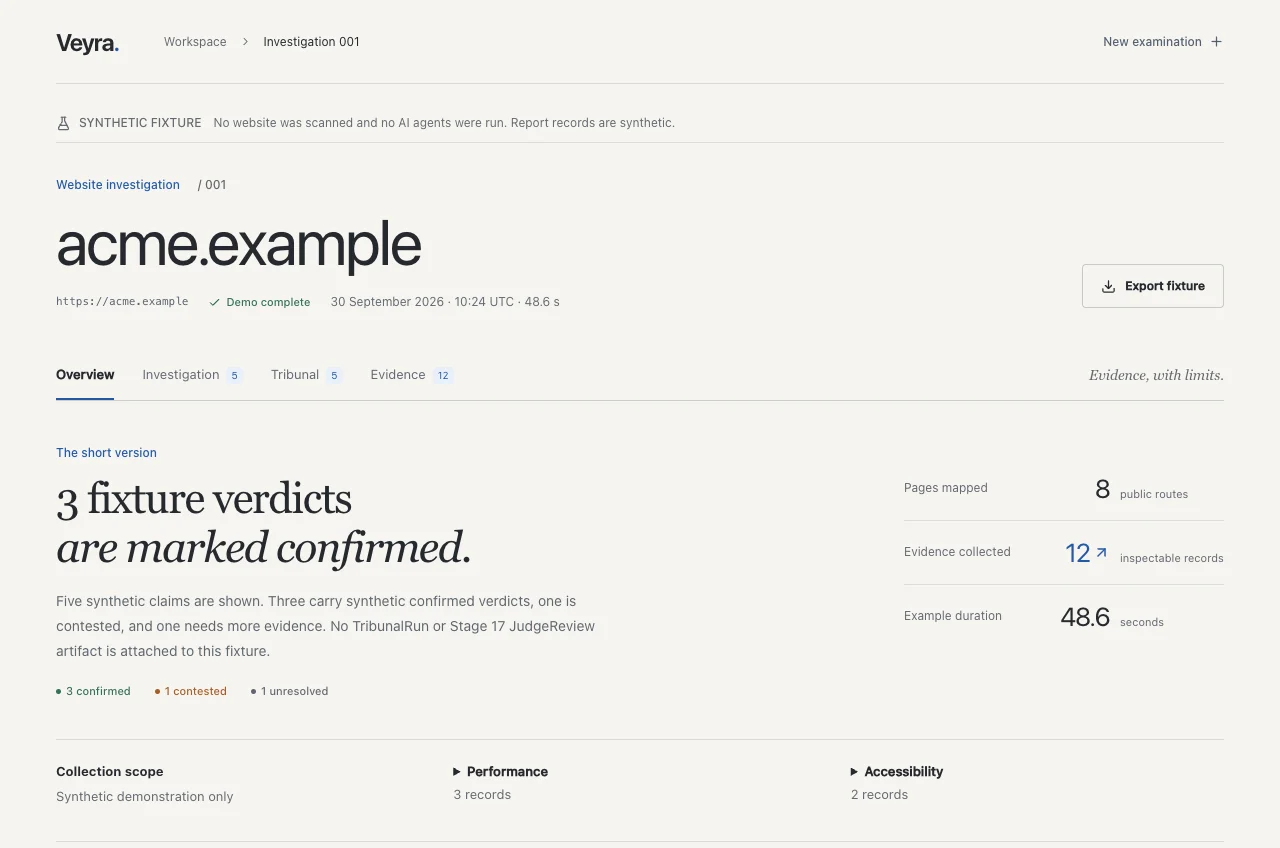 Veyra.
Workspace > Investigation 001
New examination +
SYNTHETIC FIXTURE No website was scanned and no AI agents were run. Report records are synthetic.
Website investigation / 001
acme.example
https://acme.example Demo complete 30 September 2026 · 10:24 UTC · 48.6 s
Export fixture
Overview Investigation 5 Tribunal 5 Evidence 12
Evidence, with limits.
The short version
3 fixture verdicts
are marked confirmed.
Five synthetic claims are shown. Three carry synthetic confirmed verdicts, one is
contested, and one needs more evidence. No TribunalRun or Stage 17 JudgeReview
artifact is attached to this fixture.
3 confirmed 1 contested 1 unresolved
Pages mapped 8 public routes
Evidence collected 12 inspectable records
Example duration 48.6 seconds
Collection scope
Synthetic demonstration only
Performance
3 records
Accessibility
2 records